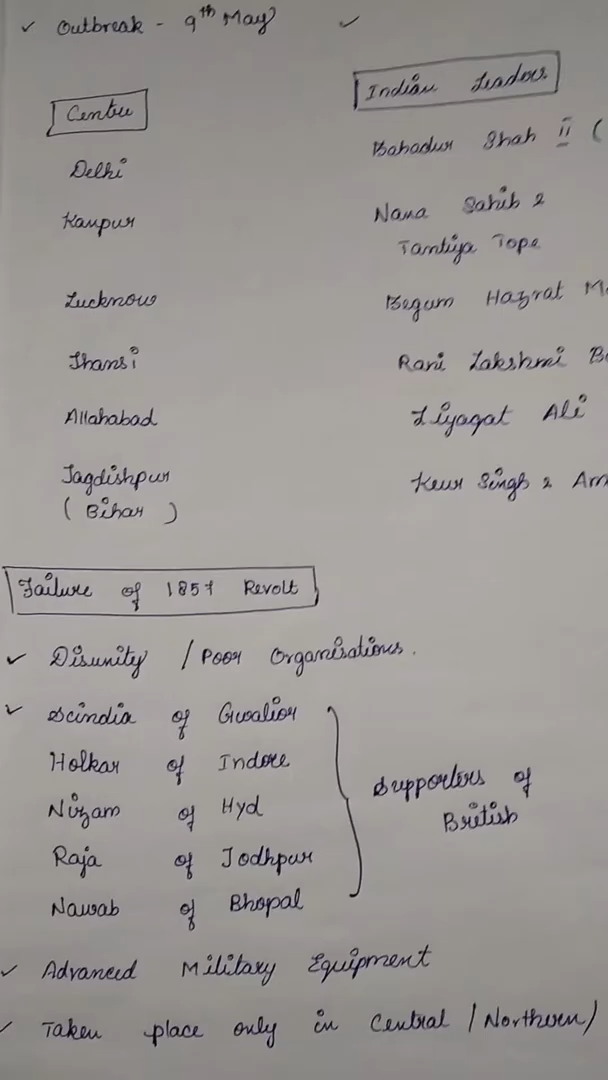 ✓ Outbreak - 9th May ✓
Centre Indian Leaders
Delhi Bahadur Shah II (
Kanpur Nana Sahib &
Tantiya Tope
Lucknow Begum Hazrat M
Jhansi Rani Lakshmi B
Allahabad Liyaqat Ali
Jagdishpur Keur Singh & Am
( Bihar )
Failure of 1857 Revolt
✓ Disunity / Poor Organisations.
✓ Scindia of Gwalior
Holkar of Indore
Nizam of Hyd
Raja of Jodhpur
Nawab of Bhopal
Supporters of
British
✓ Advanced Military Equipment
✓ Taken place only in Central / Northern /